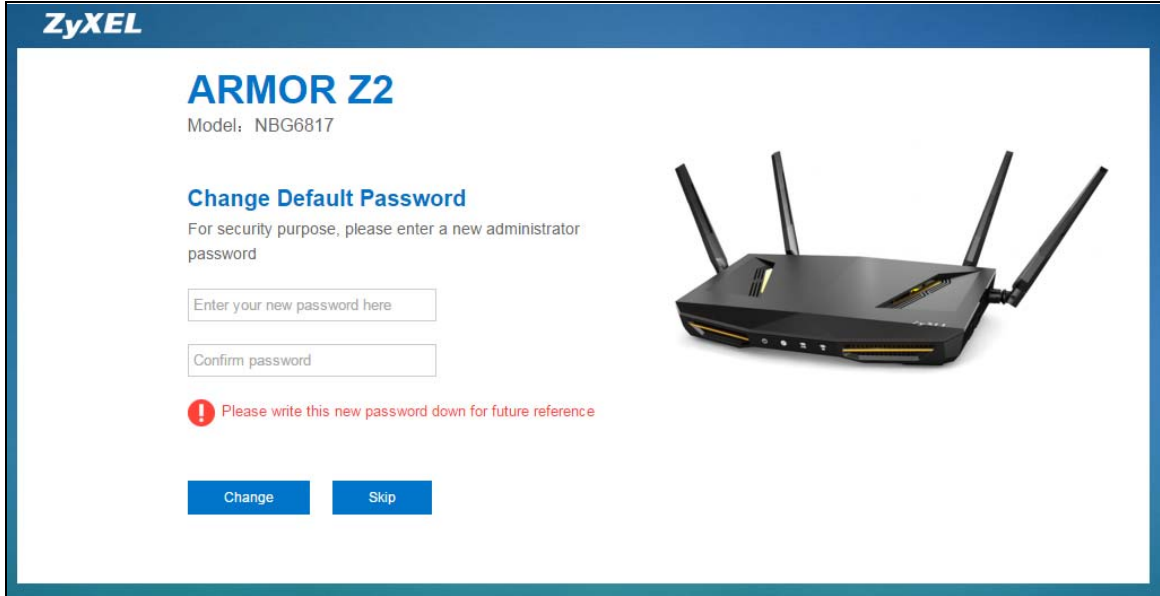 ZyXEL
ARMOR Z2
Model: NBG6817
Change Default Password
For security purpose, please enter a new administrator
password
Enter your new password here
Confirm password
Please write this new password down for future reference
Change Skip
ZyXEL